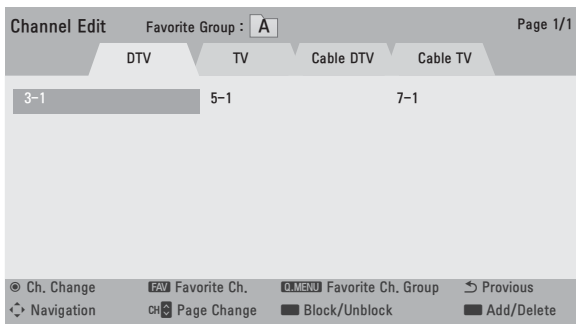 Channel Edit Favorite Group : A Page 1/1
DTV TV Cable DTV Cable TV
3-1 5-1 7-1
Ch. Change FAV Favorite Ch. Q.MENU Favorite Ch. Group Provious
Navigation CH Page Change Block/Unblock Add/Delete